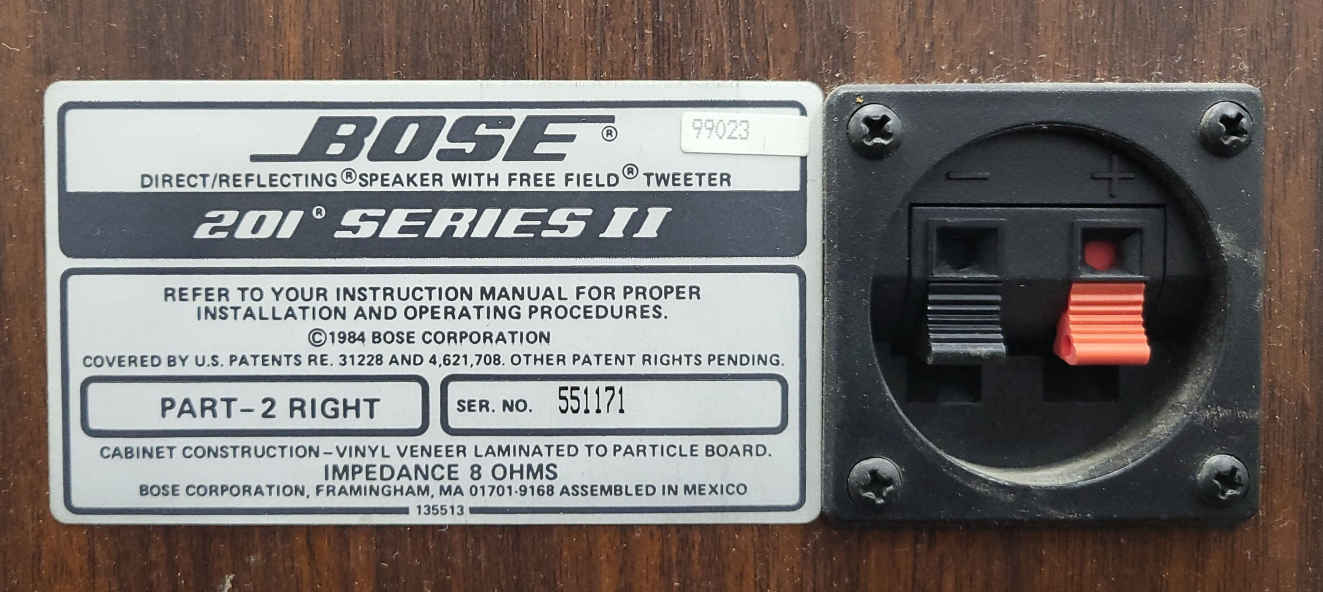 BOSE®
99023
DIRECT/REFLECTING® SPEAKER WITH FREE FIELD® TWEETER
201® SERIES II
REFER TO YOUR INSTRUCTION MANUAL FOR PROPER
INSTALLATION AND OPERATING PROCEDURES.
©1984 BOSE CORPORATION
COVERED BY U.S. PATENTS RE. 31228 AND 4,621,708. OTHER PATENT RIGHTS PENDING.
PART-2 RIGHT
SER. NO. 551171
CABINET CONSTRUCTION-VINYL VENEER LAMINATED TO PARTICLE BOARD.
IMPEDANCE 8 OHMS
BOSE CORPORATION, FRAMINGHAM, MA 01701-9168 ASSEMBLED IN MEXICO
135513
- +